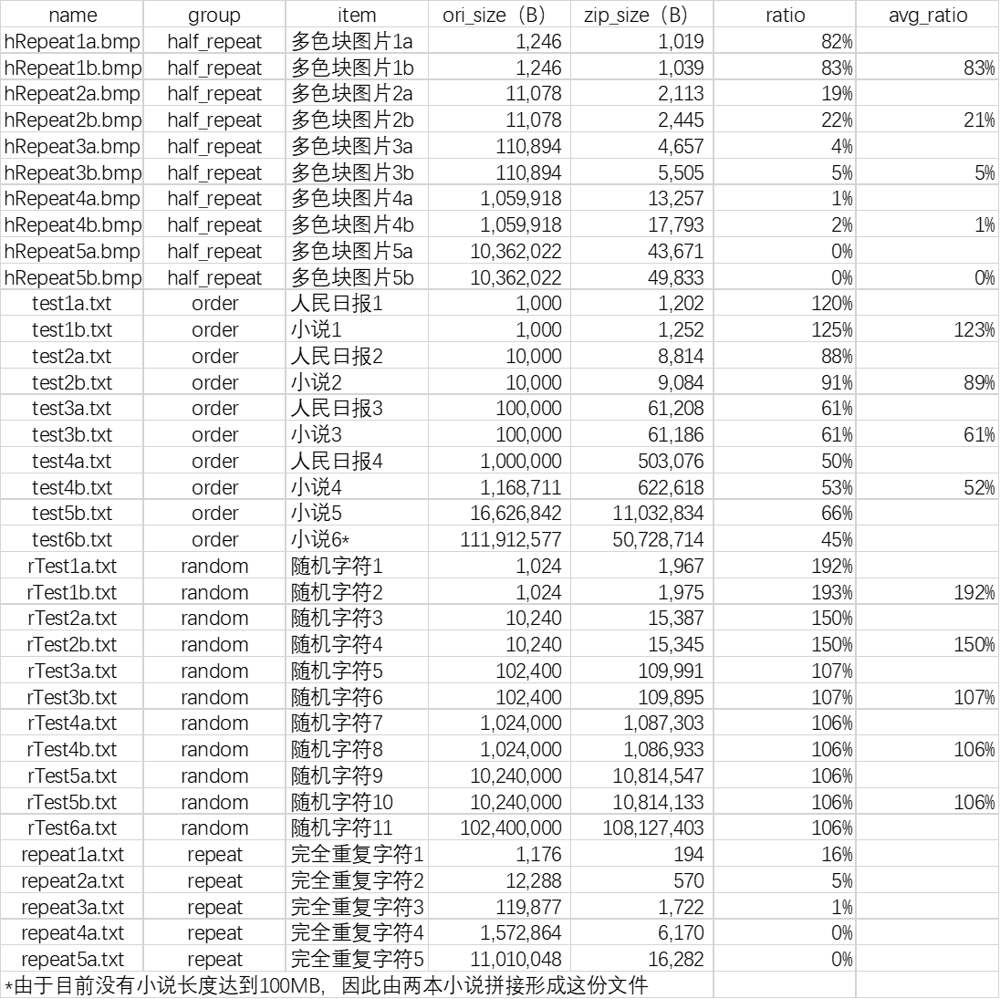 name group item ori_size（B） zip_size（B） ratio avg_ratio
hRepeat1a.bmp half_repeat 多色块图片1a 1,246 1,019 82%
hRepeat1b.bmp half_repeat 多色块图片1b 1,246 1,039 83% 83%
hRepeat2a.bmp half_repeat 多色块图片2a 11,078 2,113 19%
hRepeat2b.bmp half_repeat 多色块图片2b 11,078 2,445 22% 21%
hRepeat3a.bmp half_repeat 多色块图片3a 110,894 4,657 4%
hRepeat3b.bmp half_repeat 多色块图片3b 110,894 5,505 5% 5%
hRepeat4a.bmp half_repeat 多色块图片4a 1,059,918 13,257 1%
hRepeat4b.bmp half_repeat 多色块图片4b 1,059,918 17,793 2% 1%
hRepeat5a.bmp half_repeat 多色块图片5a 10,362,022 43,671 0%
hRepeat5b.bmp half_repeat 多色块图片5b 10,362,022 49,833 0% 0%
test1a.txt order 人民日报1 1,000 1,202 120%
test1b.txt order 小说1 1,000 1,252 125% 123%
test2a.txt order 人民日报2 10,000 8,814 88%
test2b.txt order 小说2 10,000 9,084 91% 89%
test3a.txt order 人民日报3 100,000 61,208 61%
test3b.txt order 小说3 100,000 61,186 61% 61%
test4a.txt order 人民日报4 1,000,000 503,076 50%
test4b.txt order 小说4 1,168,711 622,618 53% 52%
test5b.txt order 小说5 16,626,842 11,032,834 66%
test6b.txt order 小说6* 111,912,577 50,728,714 45%
rTest1a.txt random 随机字符1 1,024 1,967 192%
rTest1b.txt random 随机字符2 1,024 1,975 193% 192%
rTest2a.txt random 随机字符3 10,240 15,387 150%
rTest2b.txt random 随机字符4 10,240 15,345 150% 150%
rTest3a.txt random 随机字符5 102,400 109,991 107%
rTest3b.txt random 随机字符6 102,400 109,895 107% 107%
rTest4a.txt random 随机字符7 1,024,000 1,087,303 106%
rTest4b.txt random 随机字符8 1,024,000 1,086,933 106% 106%
rTest5a.txt random 随机字符9 10,240,000 10,814,547 106%
rTest5b.txt random 随机字符10 10,240,000 10,814,133 106% 106%
rTest6a.txt random 随机字符11 102,400,000 108,127,403 106%
repeat1a.txt repeat 完全重复字符1 1,176 194 16%
repeat2a.txt repeat 完全重复字符2 12,288 570 5%
repeat3a.txt repeat 完全重复字符3 119,877 1,722 1%
repeat4a.txt repeat 完全重复字符4 1,572,864 6,170 0%
repeat5a.txt repeat 完全重复字符5 11,010,048 16,282 0%
*由于目前没有小说长度达到100MB，因此由两本小说拼接形成这份文件